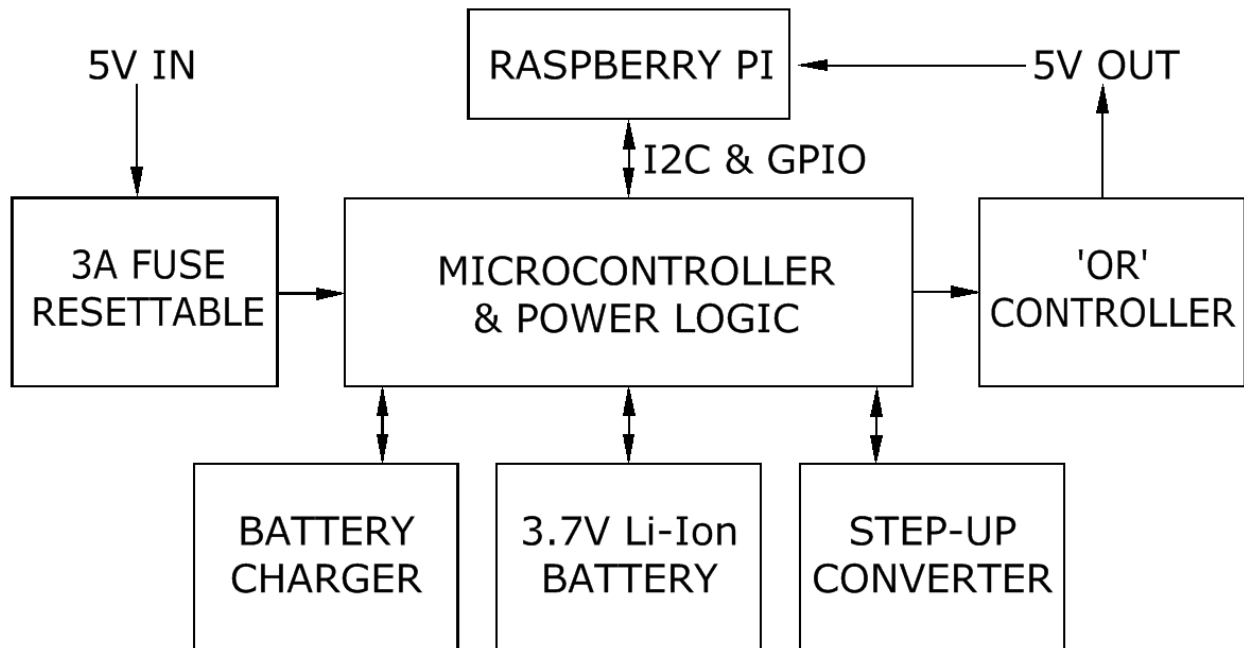 5V IN
RASPBERRY PI
5V OUT
I2C & GPIO
3A FUSE
RESETTABLE
MICROCONTROLLER
& POWER LOGIC
'OR'
CONTROLLER
BATTERY
CHARGER
3.7V Li-Ion
BATTERY
STEP-UP
CONVERTER